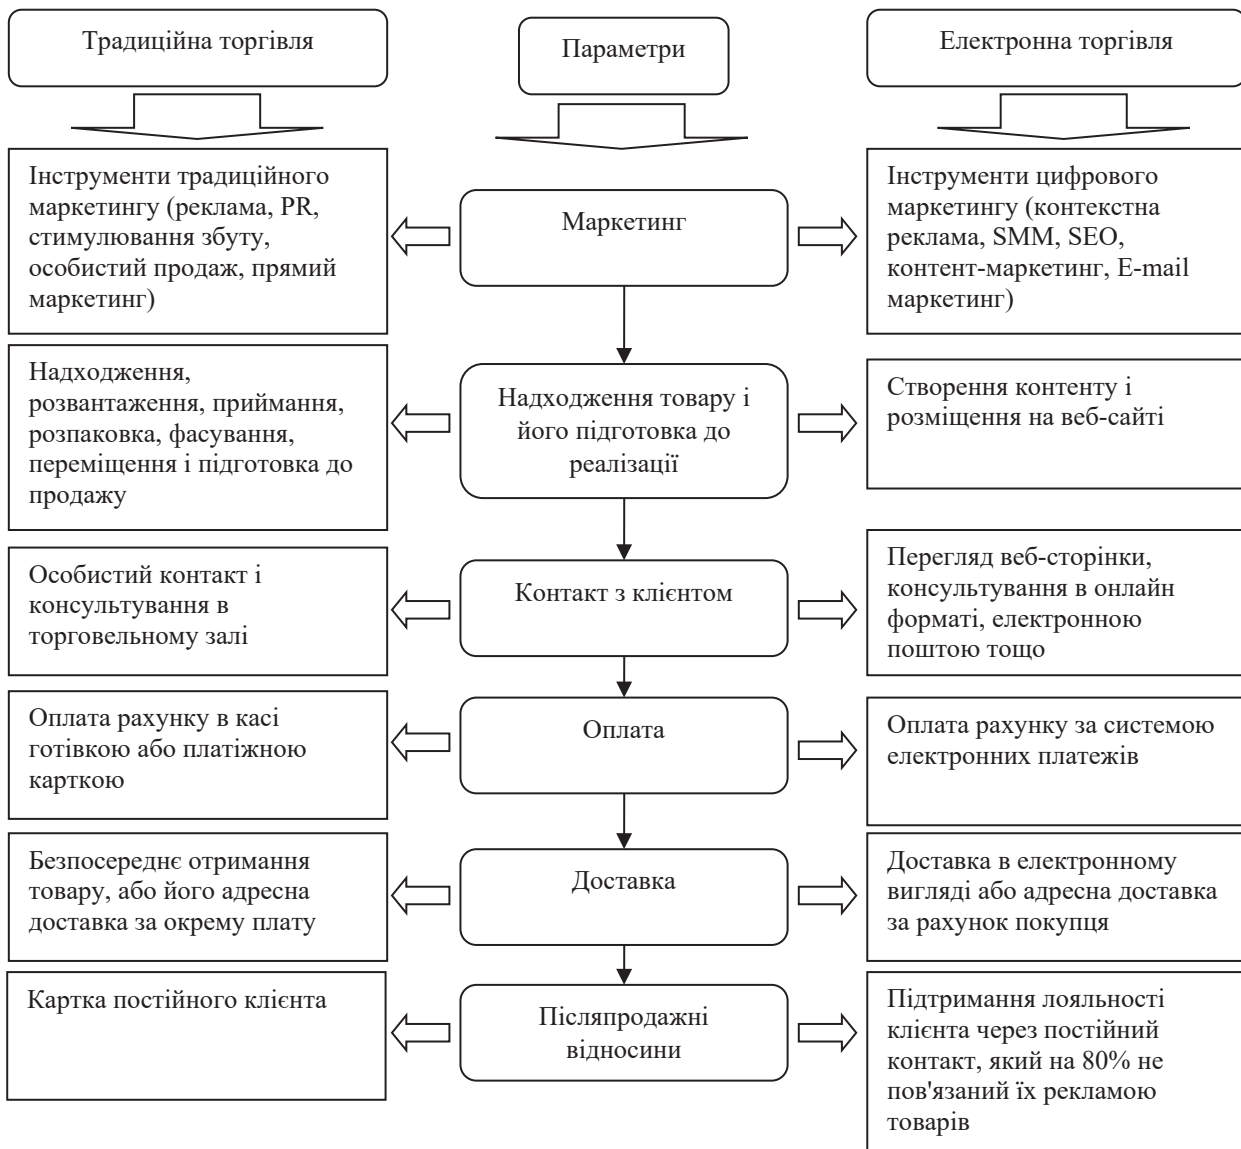 Традиційна торгівля
Параметри
Електронна торгівля
Інструменти традиційного
маркетингу (реклама, PR,
стимулювання збуту,
особистий продаж, прямий
маркетинг)
Маркетинг
Інструменти цифрового
маркетингу (контекстна
реклама, SMM, SEO,
контент-маркетинг, E-mail
маркетинг)
Надходження,
розвантаження, приймання,
розпаковка, фасування,
переміщення і підготовка до
продажу
Надходження товару і
його підготовка до
реалізації
Створення контенту і
розміщення на веб-сайті
Особистий контакт і
консультування в
торговельному залі
Контакт з клієнтом
Перегляд веб-сторінки,
консультування в онлайн
форматі, електронною
поштою тощо
Оплата рахунку в касі
готівкою або платіжною
карткою
Оплата
Оплата рахунку за системою
електронних платежів
Безпосереднє отримання
товару, або його адресна
доставка за окрему плату
Доставка
Доставка в електронному
вигляді або адресна доставка
за рахунок покупця
Картка постійного клієнта
Післяпродажні
відносини
Підтримання лояльності
клієнта через постійний
контакт, який на 80% не
пов'язаний їх рекламою
товарів